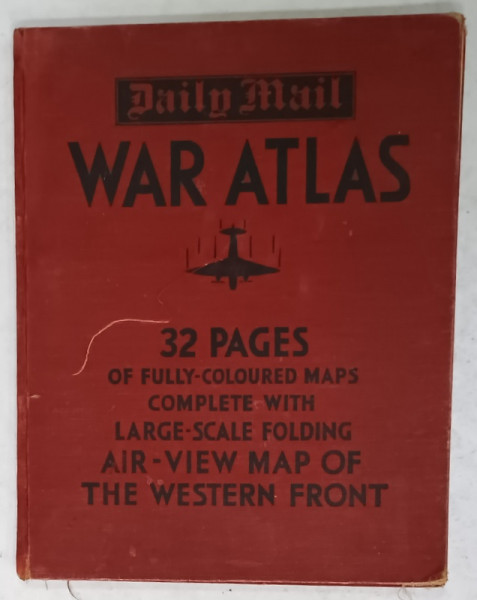 Daily Mail
WAR ATLAS
32 PAGES
OF FULLY-COLOURED MAPS
COMPLETE WITH
LARGE-SCALE FOLDING
AIR-VIEW MAP OF
THE WESTERN FRONT